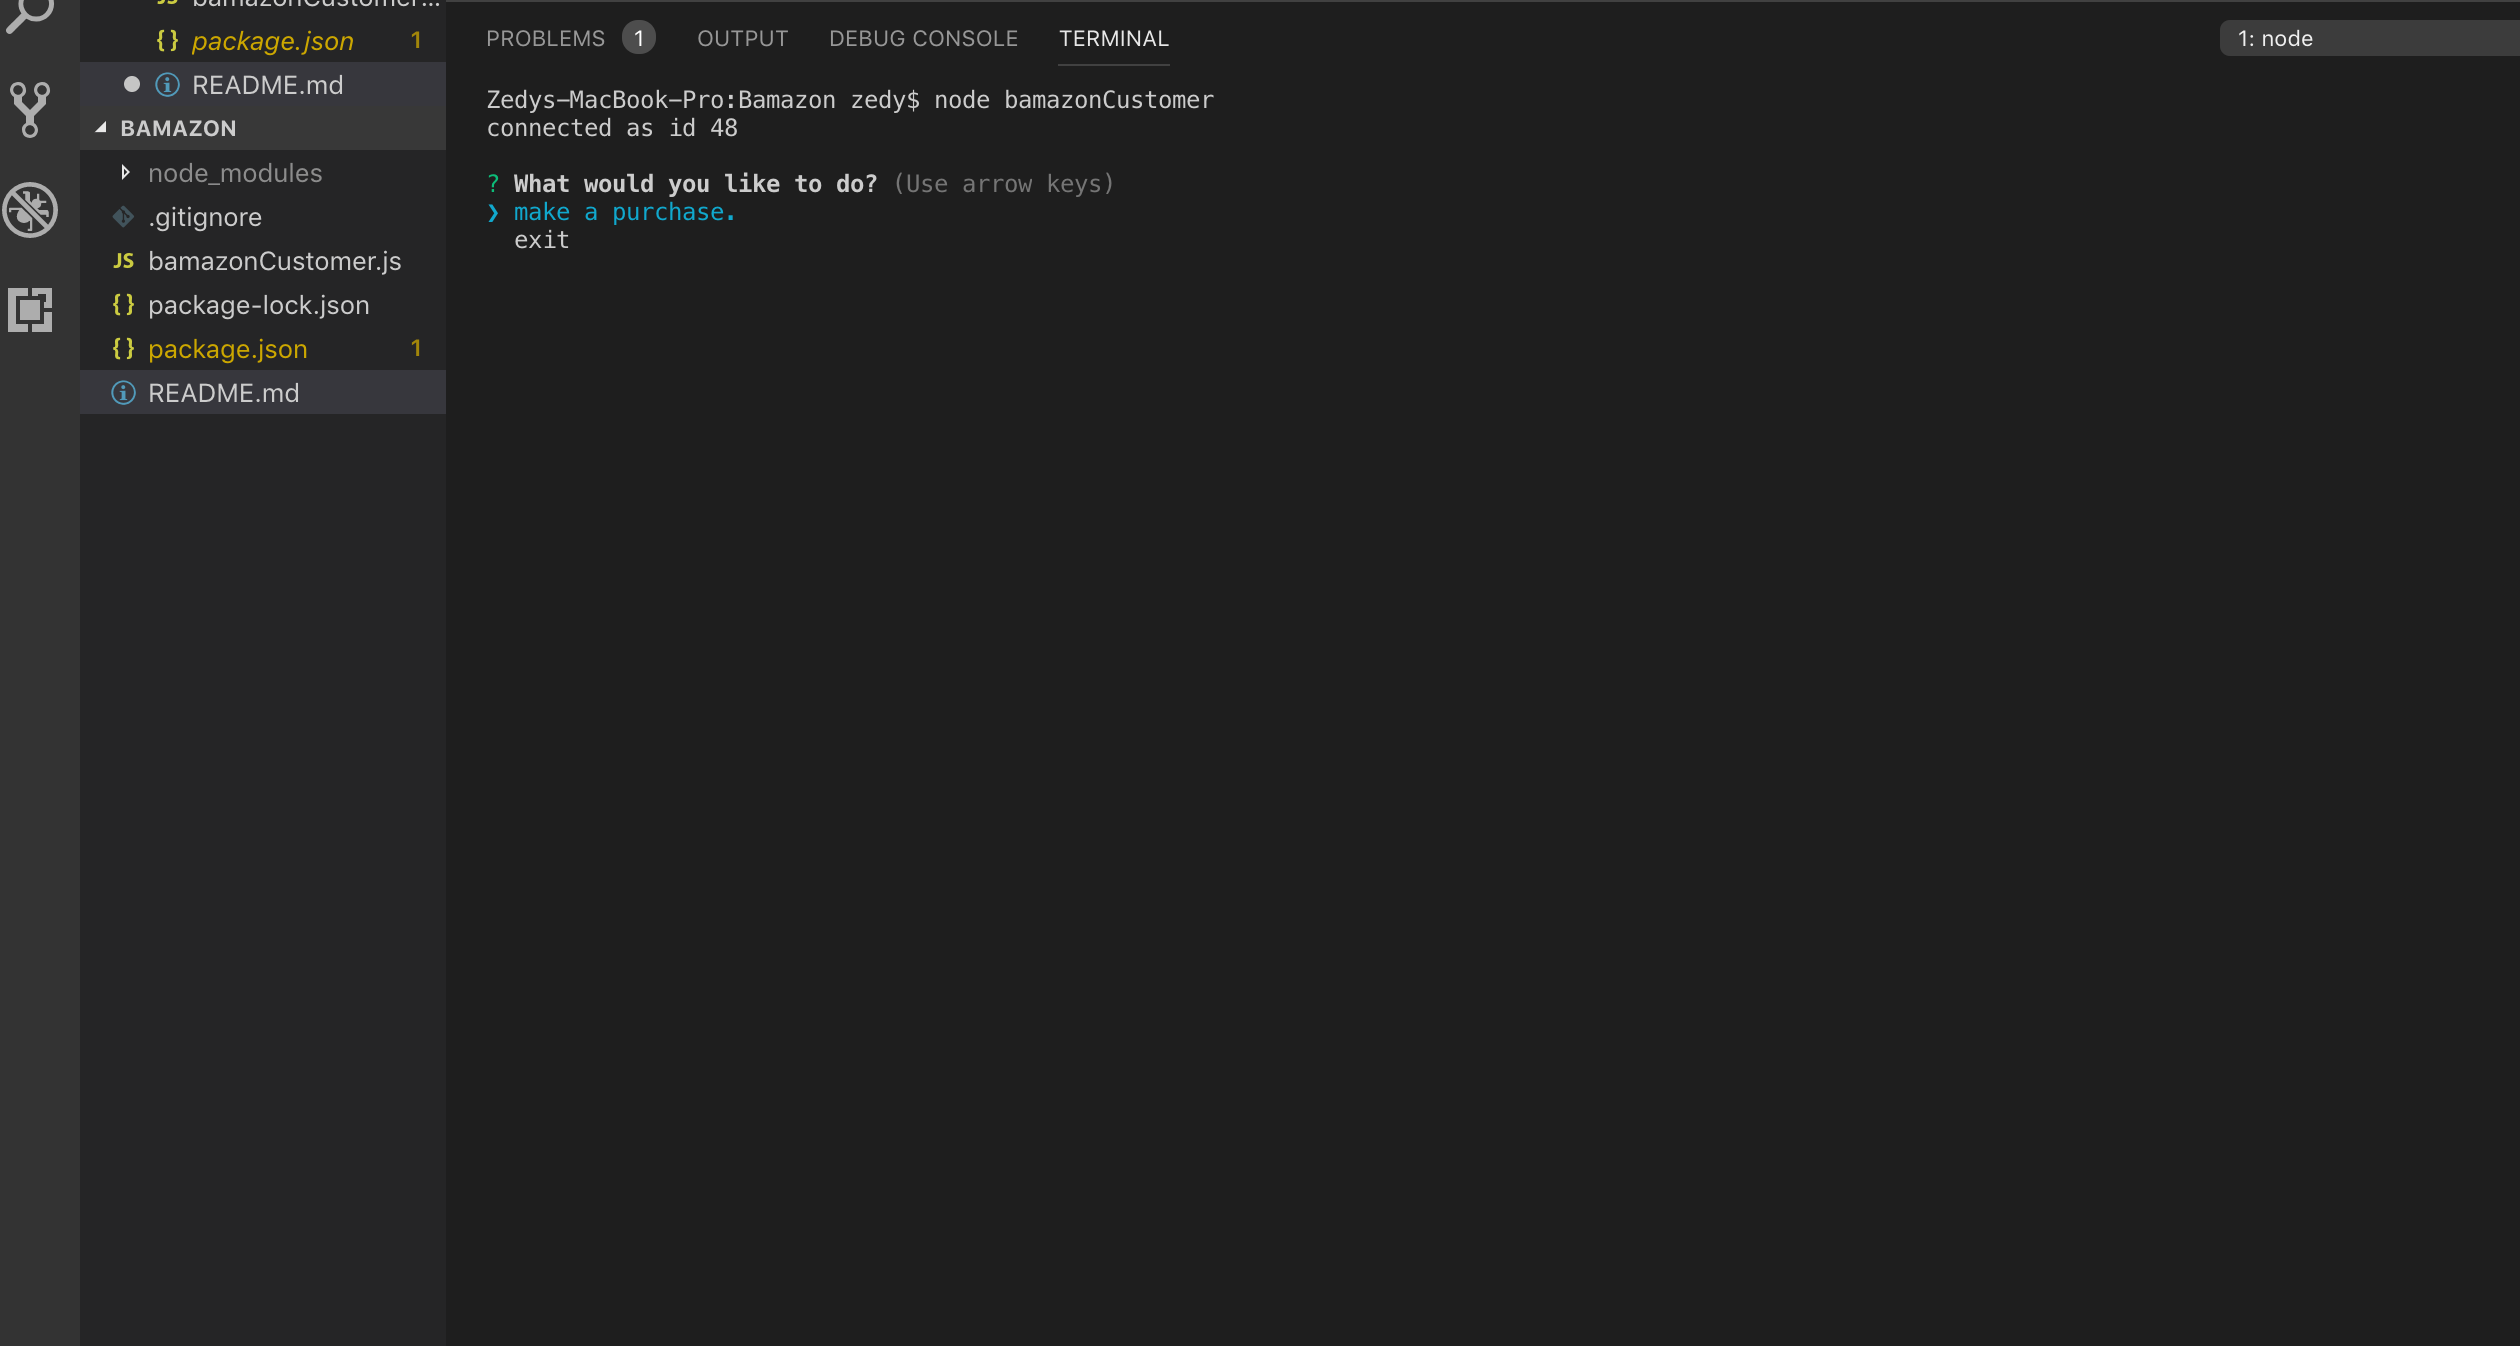 JS bamazonCustomer...
{} package.json 1
README.md
BAMAZON
node_modules
.gitignore
JS bamazonCustomer.js
{} package-lock.json
{} package.json 1
README.md
PROBLEMS 1 OUTPUT DEBUG CONSOLE TERMINAL 1: node
Zedys-MacBook-Pro:Bamazon zedy$ node bamazonCustomer
connected as id 48
? What would you like to do? (Use arrow keys)
❯ make a purchase.
exit